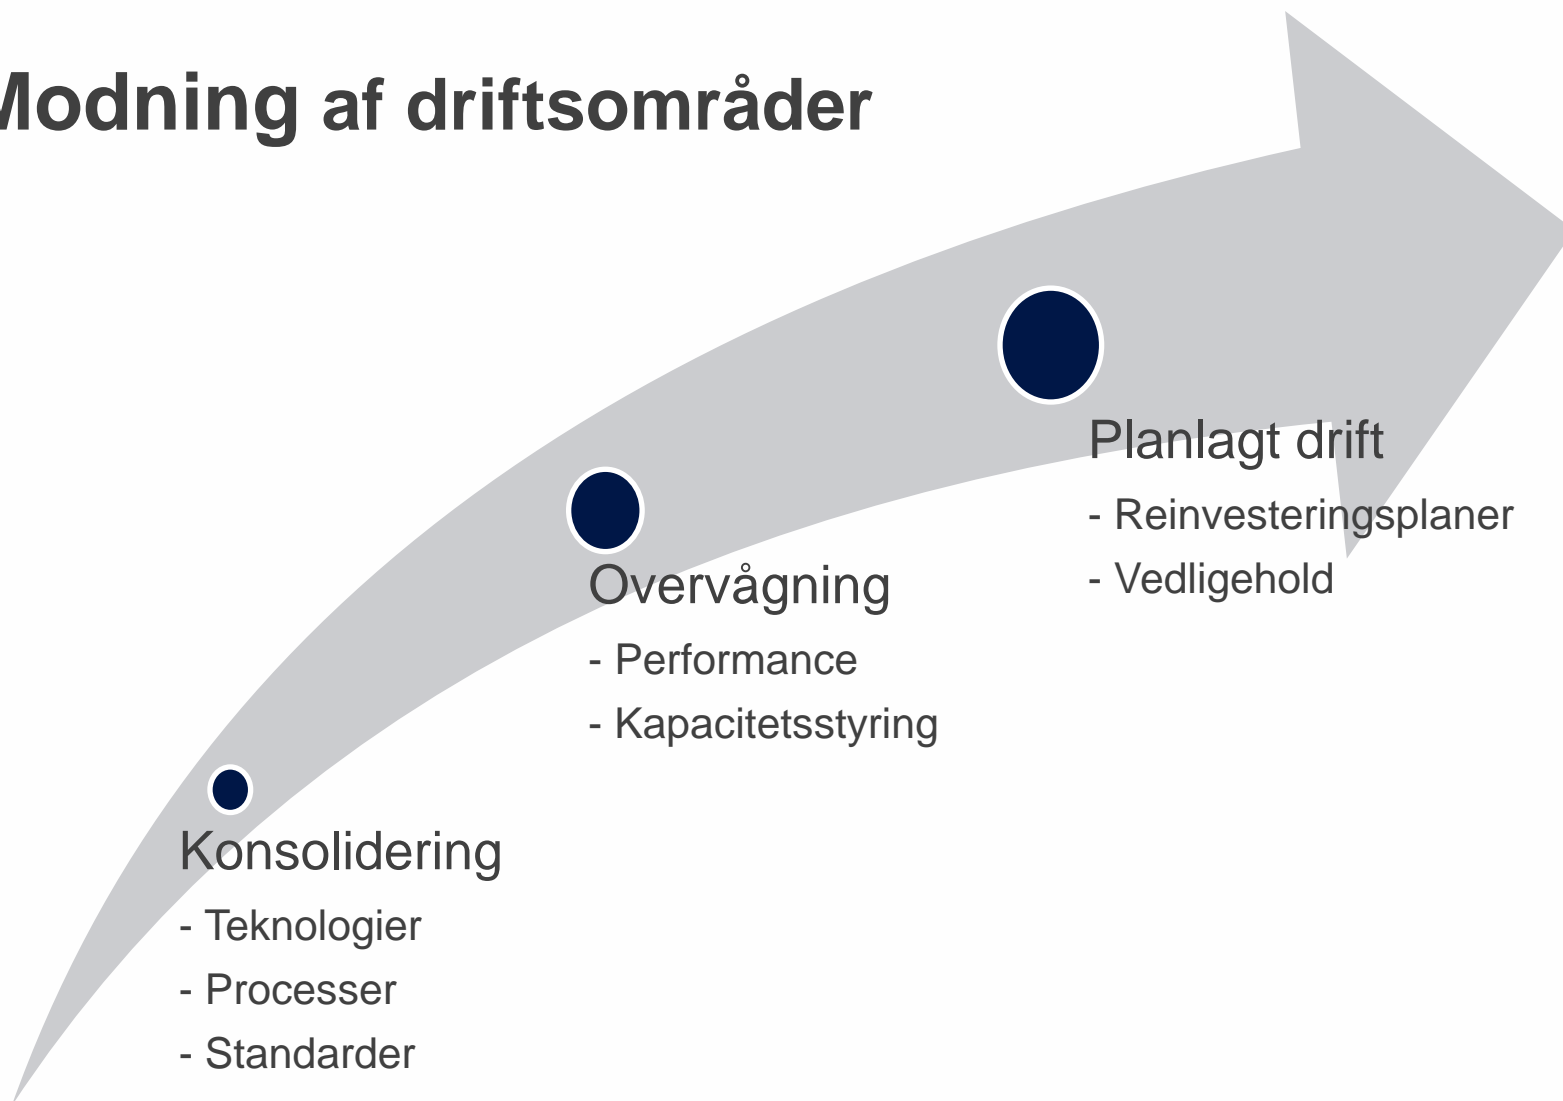 Modning af driftsområder
Planlagt drift
- Reinvesteringsplaner
- Vedligehold
Overvågning
- Performance
- Kapacitetsstyring
Konsolidering
- Teknologier
- Processer
- Standarder